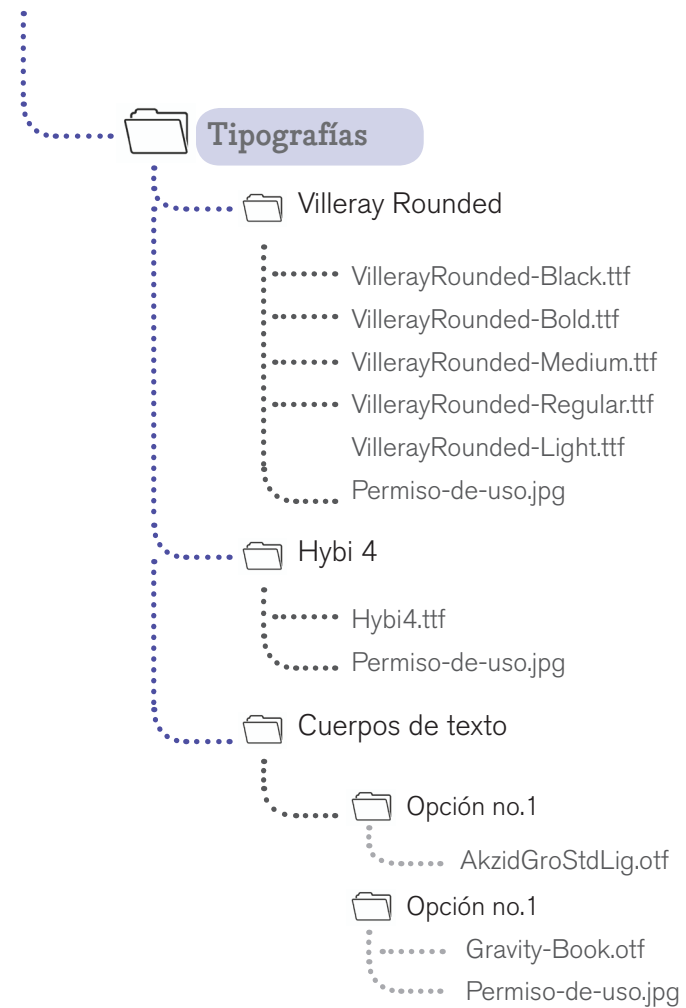 Tipografías
Villeray Rounded
VillerayRounded-Black.ttf
VillerayRounded-Bold.ttf
VillerayRounded-Medium.ttf
VillerayRounded-Regular.ttf
VillerayRounded-Light.ttf
Permiso-de-uso.jpg
Hybi 4
Hybi4.ttf
Permiso-de-uso.jpg
Cuerpos de texto
Opción no.1
AkzidGroStdLig.otf
Opción no.1
Gravity-Book.otf
Permiso-de-uso.jpg